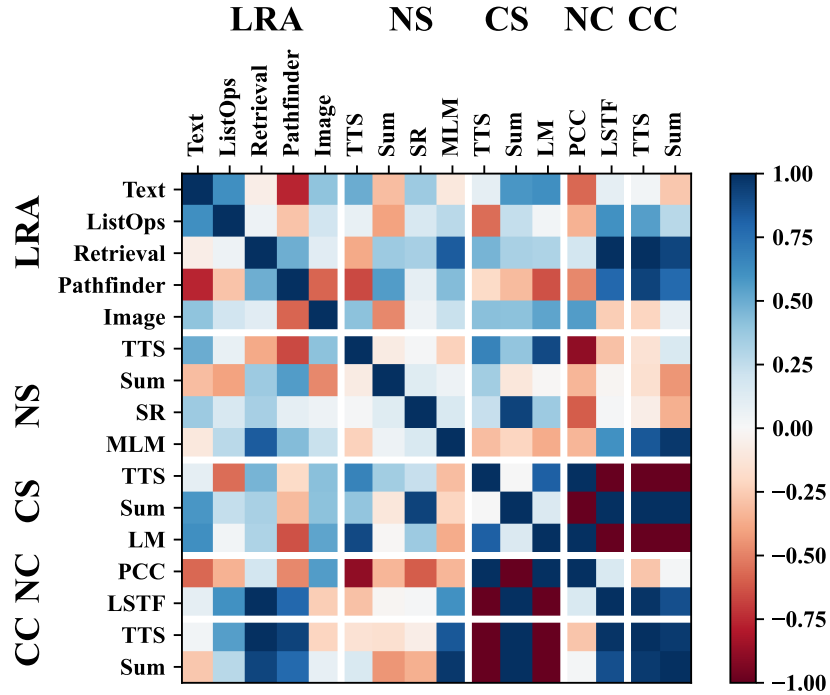 LRA NS CS NC CC
Text ListOps Retrieval Pathfinder Image TTS Sum SR MLM TTS Sum LM PCC LSTF TTS Sum
LRA
Text
ListOps
Retrieval
Pathfinder
Image
NS
TTS
Sum
SR
MLM
CS
TTS
Sum
LM
NC
PCC
LSTF
CC
TTS
Sum
1.00
0.75
0.50
0.25
0.00
−0.25
−0.50
−0.75
−1.00